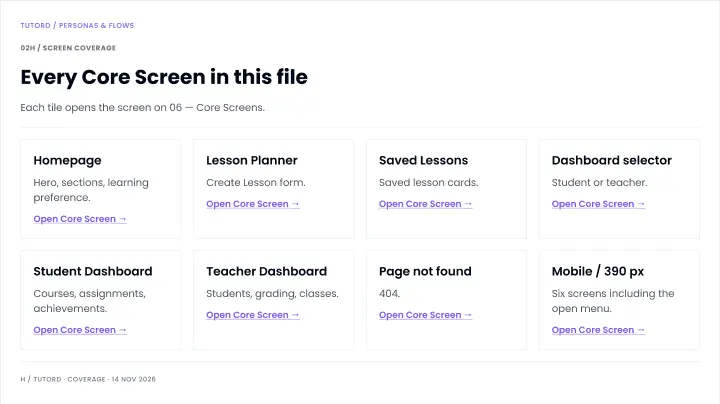 TUTORD / PERSONAS & FLOWS
02H / SCREEN COVERAGE
Every Core Screen in this file
Each tile opens the screen on 06 — Core Screens.
Homepage
Hero, sections, learning
preference.
Open Core Screen →
Lesson Planner
Create Lesson form.
Open Core Screen →
Saved Lessons
Saved lesson cards.
Open Core Screen →
Dashboard selector
Student or teacher.
Open Core Screen →
Student Dashboard
Courses, assignments,
achievements.
Open Core Screen →
Teacher Dashboard
Students, grading, classes.
Open Core Screen →
Page not found
404.
Open Core Screen →
Mobile / 390 px
Six screens including the
open menu.
Open Core Screen →
H / TUTORD · COVERAGE · 14 NOV 2026